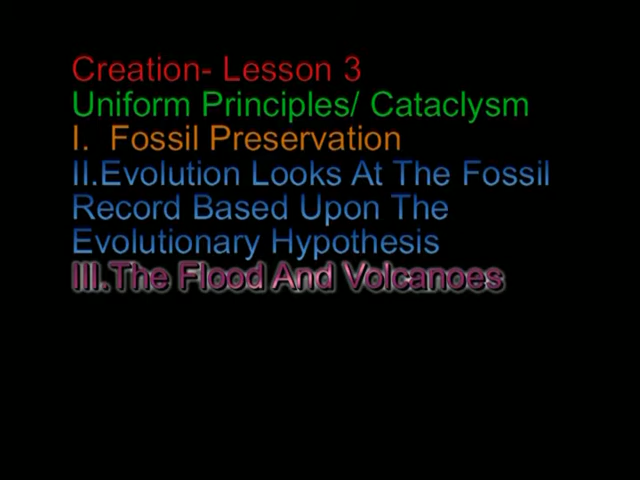 Creation- Lesson 3
Uniform Principles/ Cataclysm
I.  Fossil Preservation
II.Evolution Looks At The Fossil
Record Based Upon The
Evolutionary Hypothesis
III.The Flood And Volcanoes